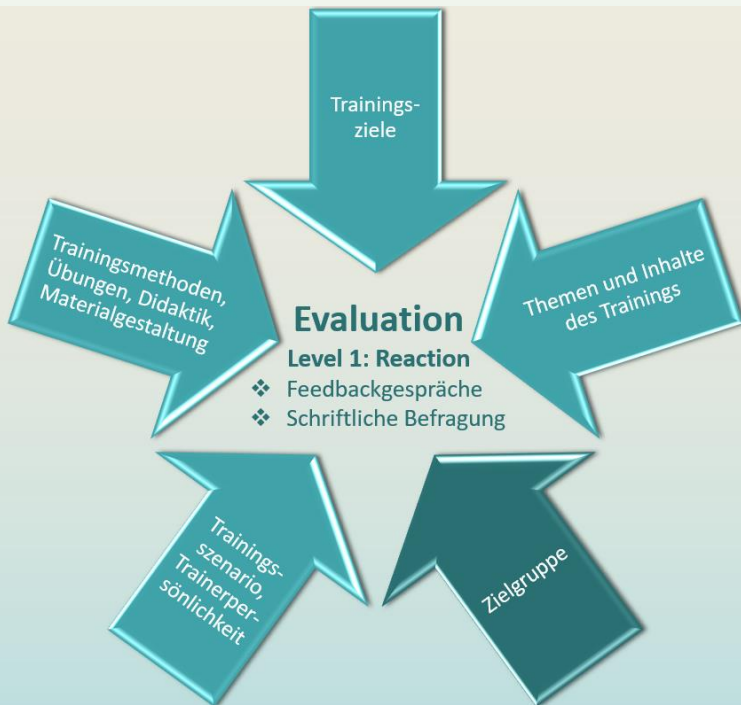 Trainings-
ziele
Trainingsmethoden,
Übungen, Didaktik,
Materialgestaltung
Themen und Inhalte
des Trainings
Evaluation
Level 1: Reaction
❖ Feedbackgespräche
❖ Schriftliche Befragung
Trainings-
szenario,
Trainerper-
sönlichkeit
Zielgruppe